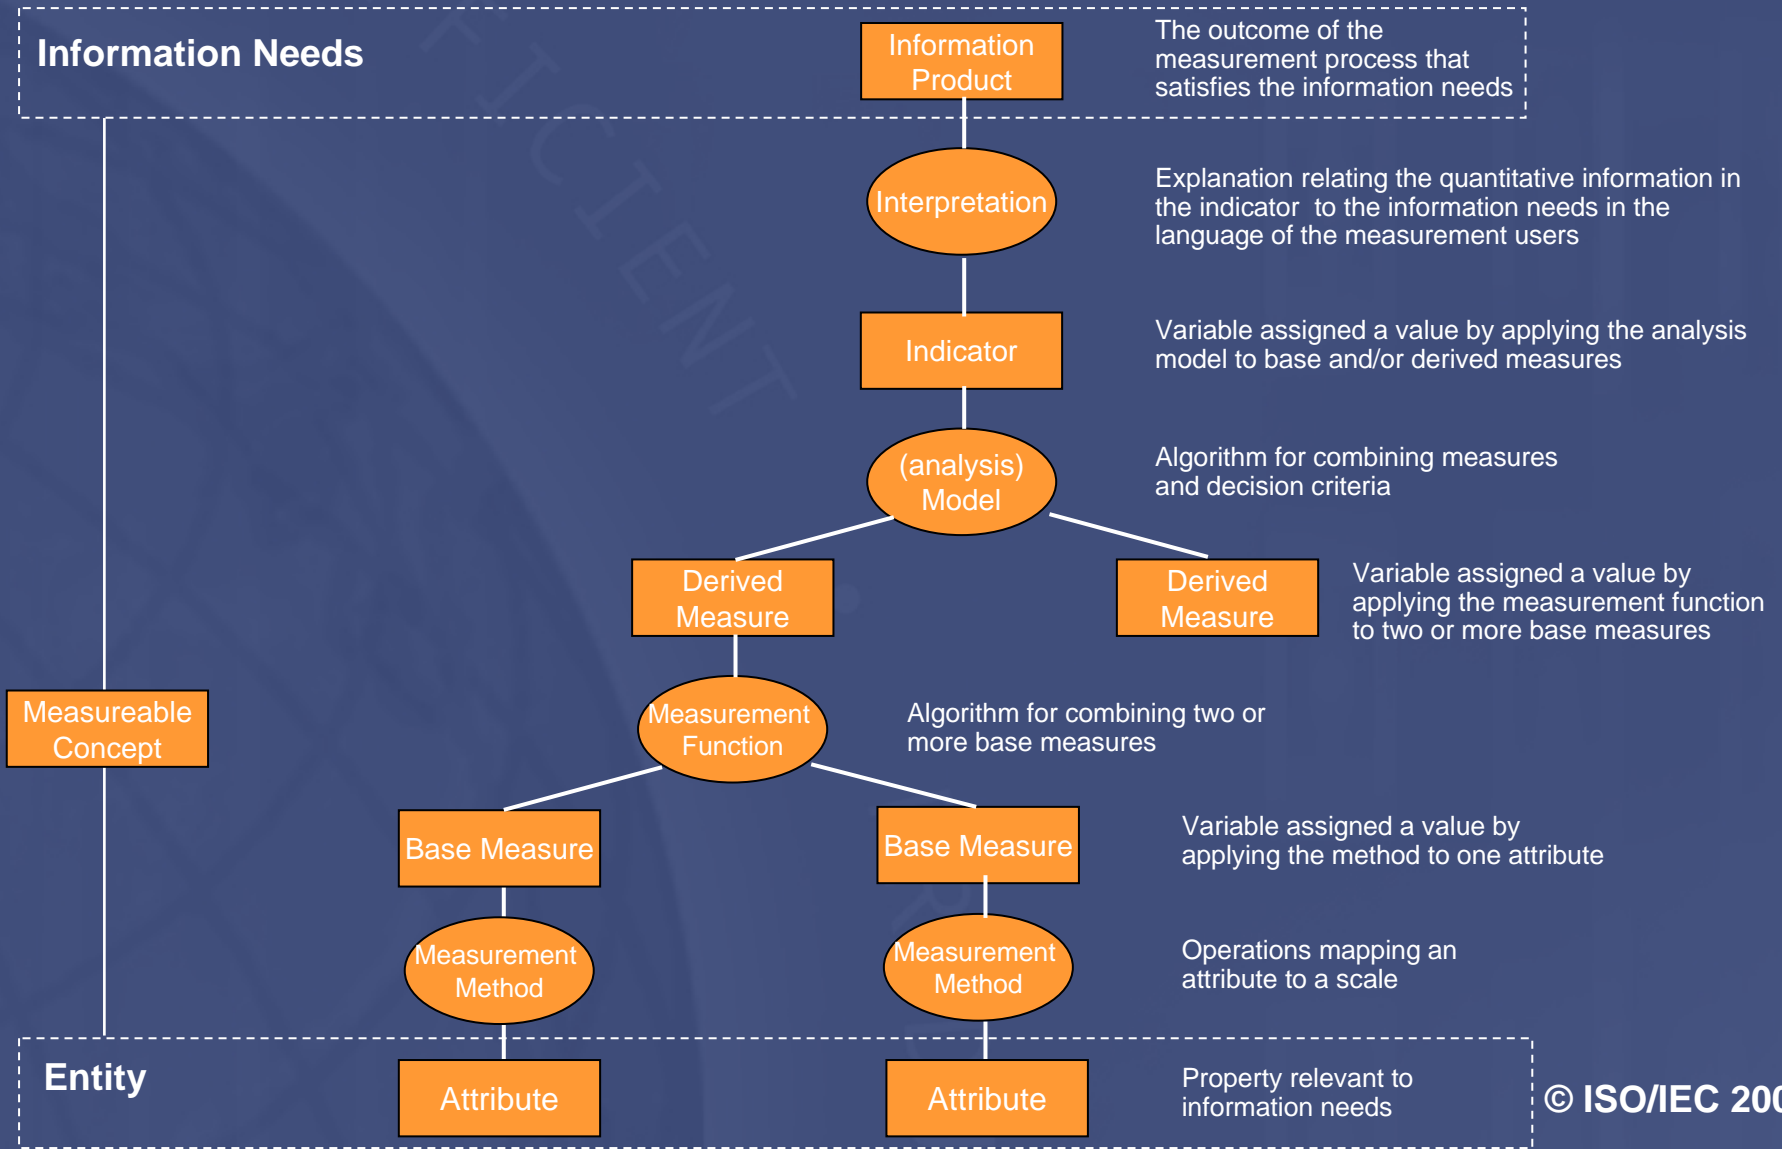 Information Needs
Information
Product
The outcome of the
measurement process that
satisfies the information needs
Interpretation
Explanation relating the quantitative information in
the indicator to the information needs in the
language of the measurement users
Indicator
Variable assigned a value by applying the analysis
model to base and/or derived measures
(analysis)
Model
Algorithm for combining measures
and decision criteria
Derived
Measure
Derived
Measure
Variable assigned a value by
applying the measurement function
to two or more base measures
Measureable
Concept
Measurement
Function
Algorithm for combining two or
more base measures
Base Measure
Base Measure
Variable assigned a value by
applying the method to one attribute
Measurement
Method
Measurement
Method
Operations mapping an
attribute to a scale
Entity
Attribute
Attribute
Property relevant to
information needs
© ISO/IEC 200